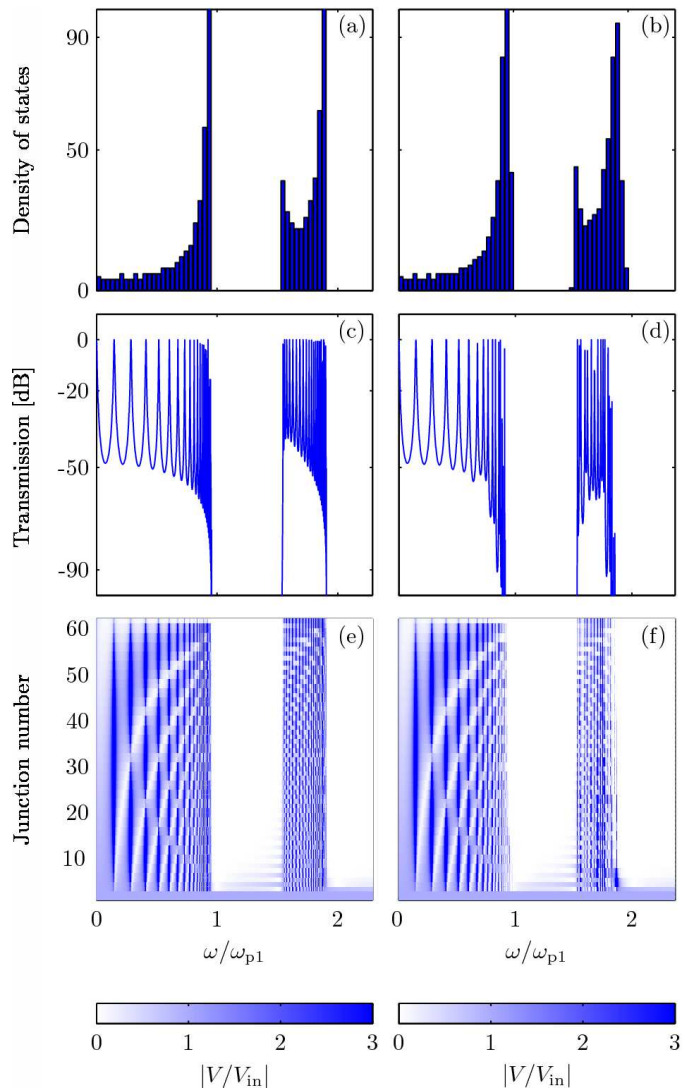 Density of states
90
50
0
(a)
(b)
Transmission [dB]
0
-20
-50
-90
(c)
(d)
Junction number
60
50
40
30
20
10
(e)
(f)
0 1 2
0 1 2
ω/ωp1
ω/ωp1
0 1 2 3
0 1 2 3
|V/Vin|
|V/Vin|